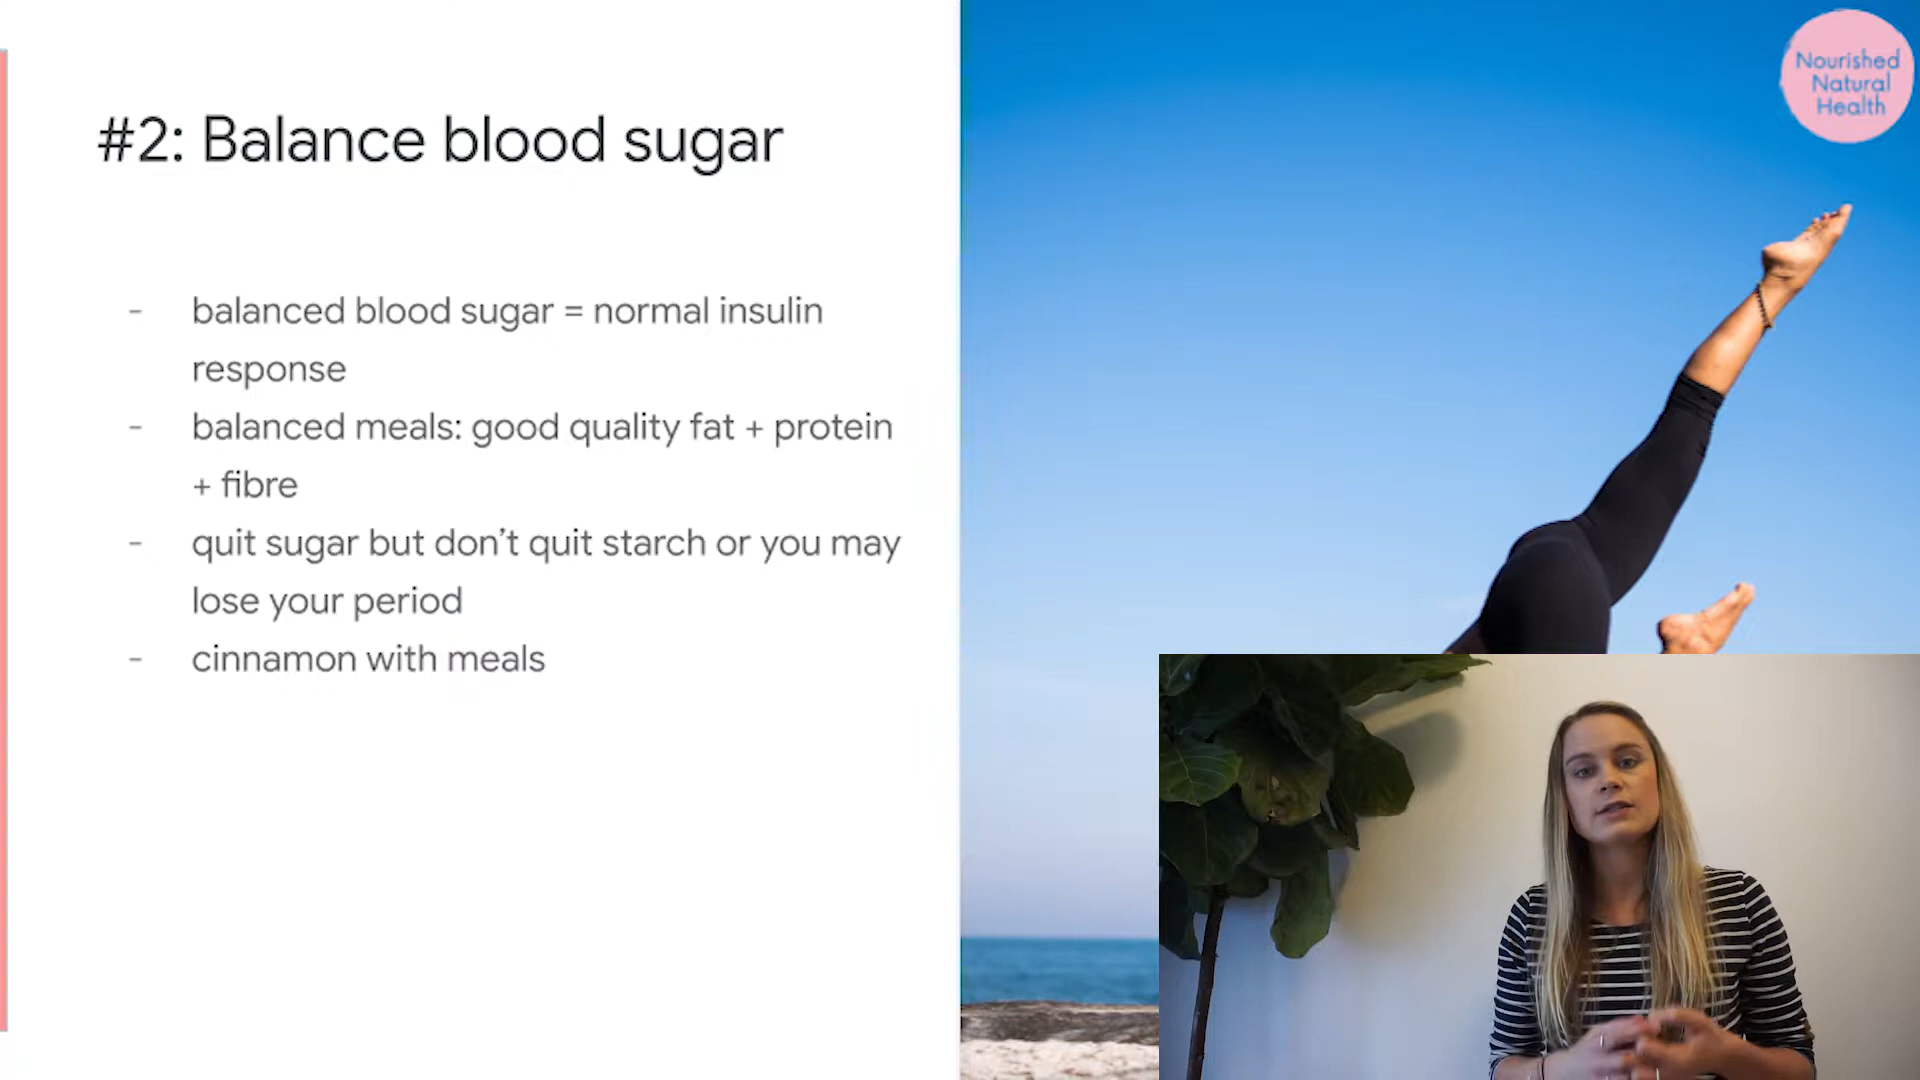 #2: Balance blood sugar
- balanced blood sugar = normal insulin
response
- balanced meals: good quality fat + protein
+ fibre
- quit sugar but don't quit starch or you may
lose your period
- cinnamon with meals
Nourished
Natural
Health